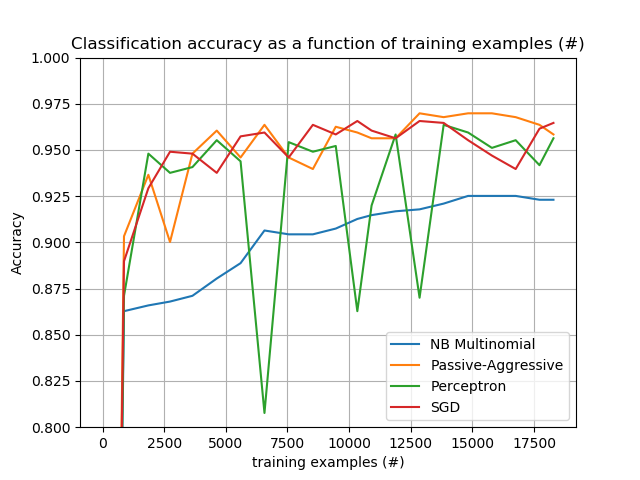 Classification accuracy as a function of training examples (#)
1.000
0.975
0.950
0.925
0.900
0.875
0.850
0.825
0.800
Accuracy
NB Multinomial
Passive-Aggressive
Perceptron
SGD
0 2500 5000 7500 10000 12500 15000 17500
training examples (#)